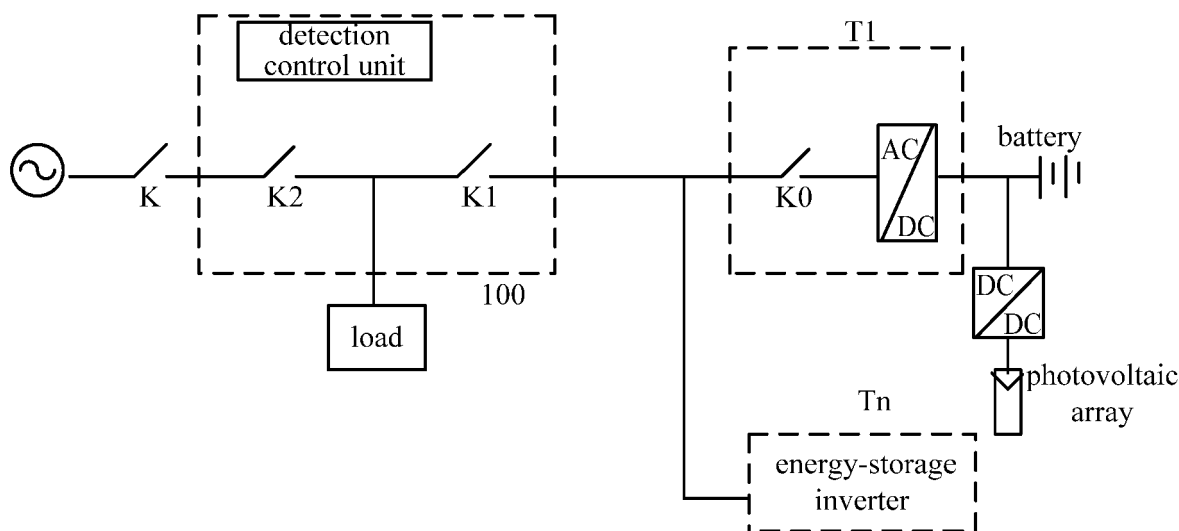 detection
control unit
T1
K
K2
K1
K0
AC
DC
battery
100
load
DC
DC
photovoltaic
array
Tn
energy-storage
inverter